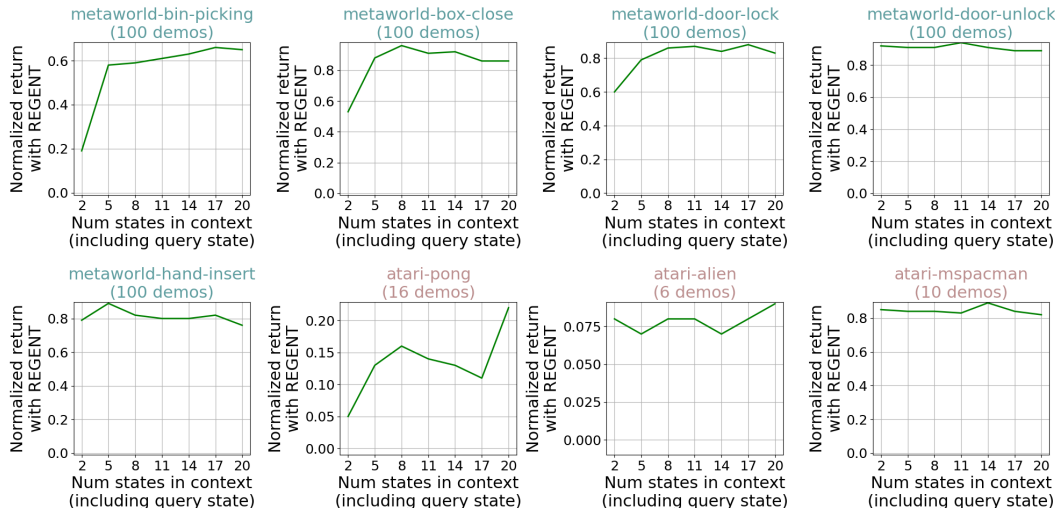 metaworld-bin-picking
(100 demos)
Normalized return
with REGENT
0.6
0.4
0.2
0.0
2 5 8 11 14 17 20
Num states in context
(including query state)
metaworld-box-close
(100 demos)
Normalized return
with REGENT
0.8
0.6
0.4
0.2
0.0
2 5 8 11 14 17 20
Num states in context
(including query state)
metaworld-door-lock
(100 demos)
Normalized return
with REGENT
0.8
0.6
0.4
0.2
0.0
2 5 8 11 14 17 20
Num states in context
(including query state)
metaworld-door-unlock
(100 demos)
Normalized return
with REGENT
0.8
0.6
0.4
0.2
0.0
2 5 8 11 14 17 20
Num states in context
(including query state)
metaworld-hand-insert
(100 demos)
Normalized return
with REGENT
0.8
0.6
0.4
0.2
0.0
2 5 8 11 14 17 20
Num states in context
(including query state)
atari-pong
(16 demos)
Normalized return
with REGENT
0.20
0.15
0.10
0.05
0.00
2 5 8 11 14 17 20
Num states in context
(including query state)
atari-alien
(6 demos)
Normalized return
with REGENT
0.075
0.050
0.025
0.000
2 5 8 11 14 17 20
Num states in context
(including query state)
atari-mspacman
(10 demos)
Normalized return
with REGENT
0.8
0.6
0.4
0.2
0.0
2 5 8 11 14 17 20
Num states in context
(including query state)